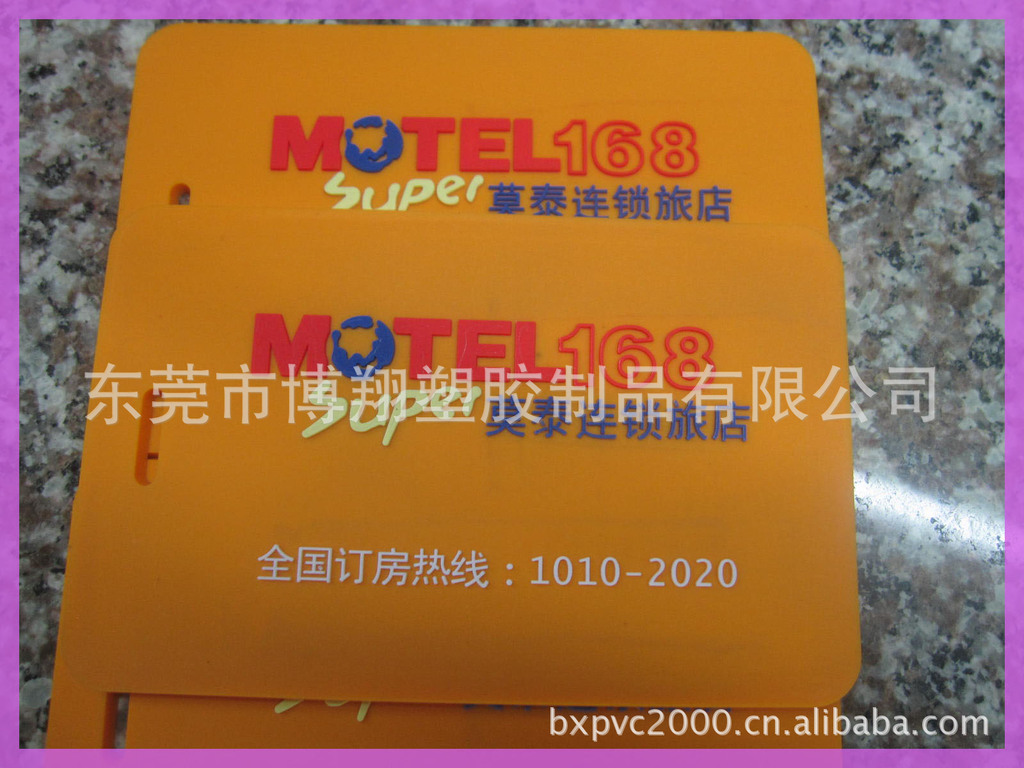 MOTEL168
Super 莫泰连锁旅店
MOTEL168
东莞市博翔塑胶制品有限公司
Super 莫泰连锁旅店
全国订房热线：1010-2020
bxpvc2000.cn.alibaba.com